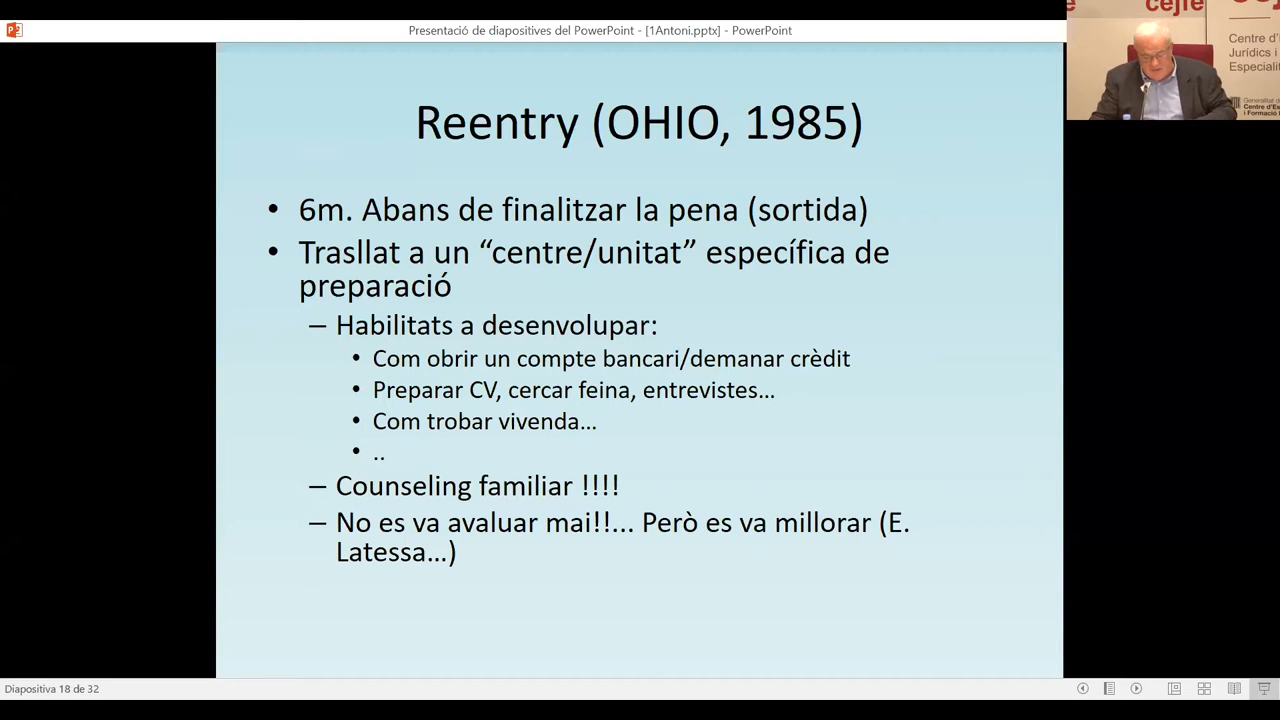 Presentació de diapositives del PowerPoint - [1Antoni.pptx] - PowerPoint
cejfe
Centre d'
Jurídics i
Especialit
Generalitat d
Centre d'Es
i Formació
Reentry (OHIO, 1985)
• 6m. Abans de finalitzar la pena (sortida)
• Trasllat a un “centre/unitat” específica de
preparació
– Habilitats a desenvolupar:
• Com obrir un compte bancari/demanar crèdit
• Preparar CV, cercar feina, entrevistes…
• Com trobar vivenda…
• ..
– Counseling familiar !!!!
– No es va avaluar mai!!... Però es va millorar (E.
Latessa…)
Diapositiva 18 de 32